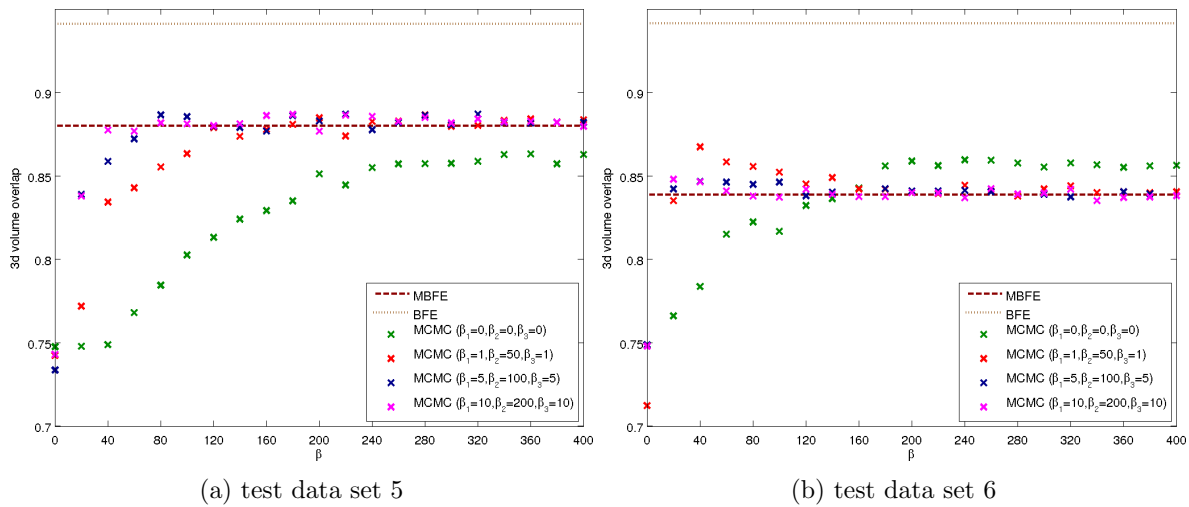 0.9
0.85
0.8
0.75
0.7
3d volume overlap
0 40 80 120 160 200 240 280 320 360 400
β
MBFE
BFE
MCMC (β1=0,β2=0,β3=0)
MCMC (β1=1,β2=50,β3=1)
MCMC (β1=5,β2=100,β3=5)
MCMC (β1=10,β2=200,β3=10)
(a) test data set 5
0.9
0.85
0.8
0.75
0.7
3d volume overlap
0 40 80 120 160 200 240 280 320 360 400
β
MBFE
BFE
MCMC (β1=0,β2=0,β3=0)
MCMC (β1=1,β2=50,β3=1)
MCMC (β1=5,β2=100,β3=5)
MCMC (β1=10,β2=200,β3=10)
(b) test data set 6